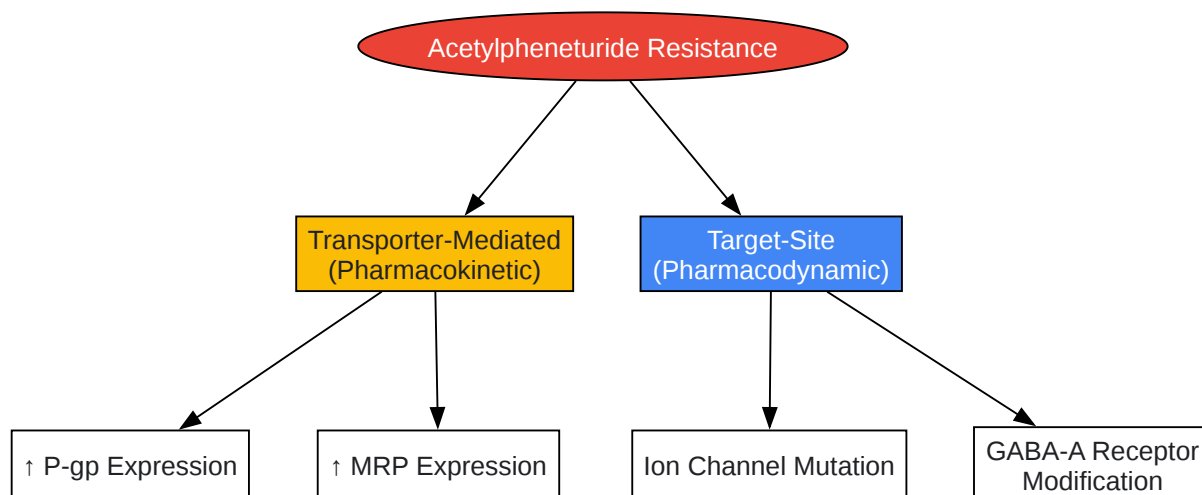 Acetylpheneturide Resistance
Transporter-Mediated
(Pharmacokinetic)
Target-Site
(Pharmacodynamic)
↑ P-gp Expression
↑ MRP Expression
Ion Channel Mutation
GABA-A Receptor
Modification